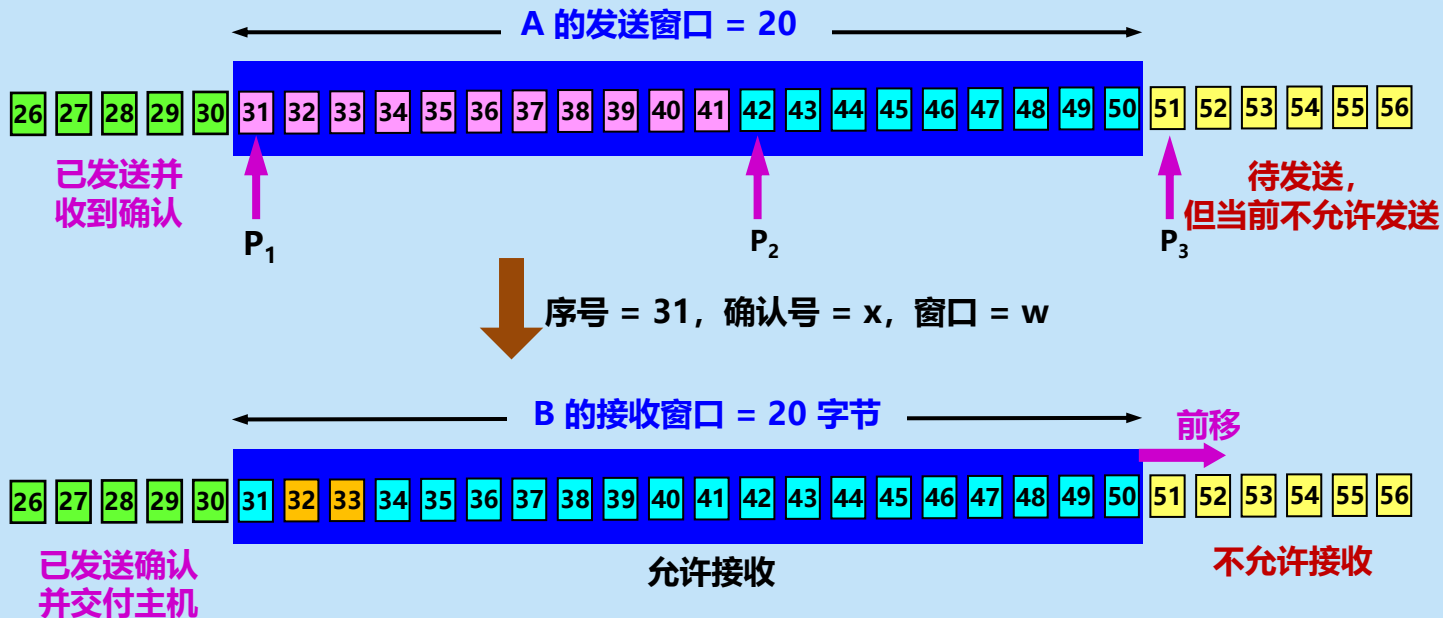 A 的发送窗口 = 20
26 27 28 29 30 31 32 33 34 35 36 37 38 39 40 41 42 43 44 45 46 47 48 49 50 51 52 53 54 55 56
已发送并
收到确认
待发送，
但当前不允许发送
P1 P2 P3
序号 = 31，确认号 = x，窗口 = w
B 的接收窗口 = 20 字节
前移
26 27 28 29 30 31 32 33 34 35 36 37 38 39 40 41 42 43 44 45 46 47 48 49 50 51 52 53 54 55 56
已发送确认
并交付主机
允许接收
不允许接收